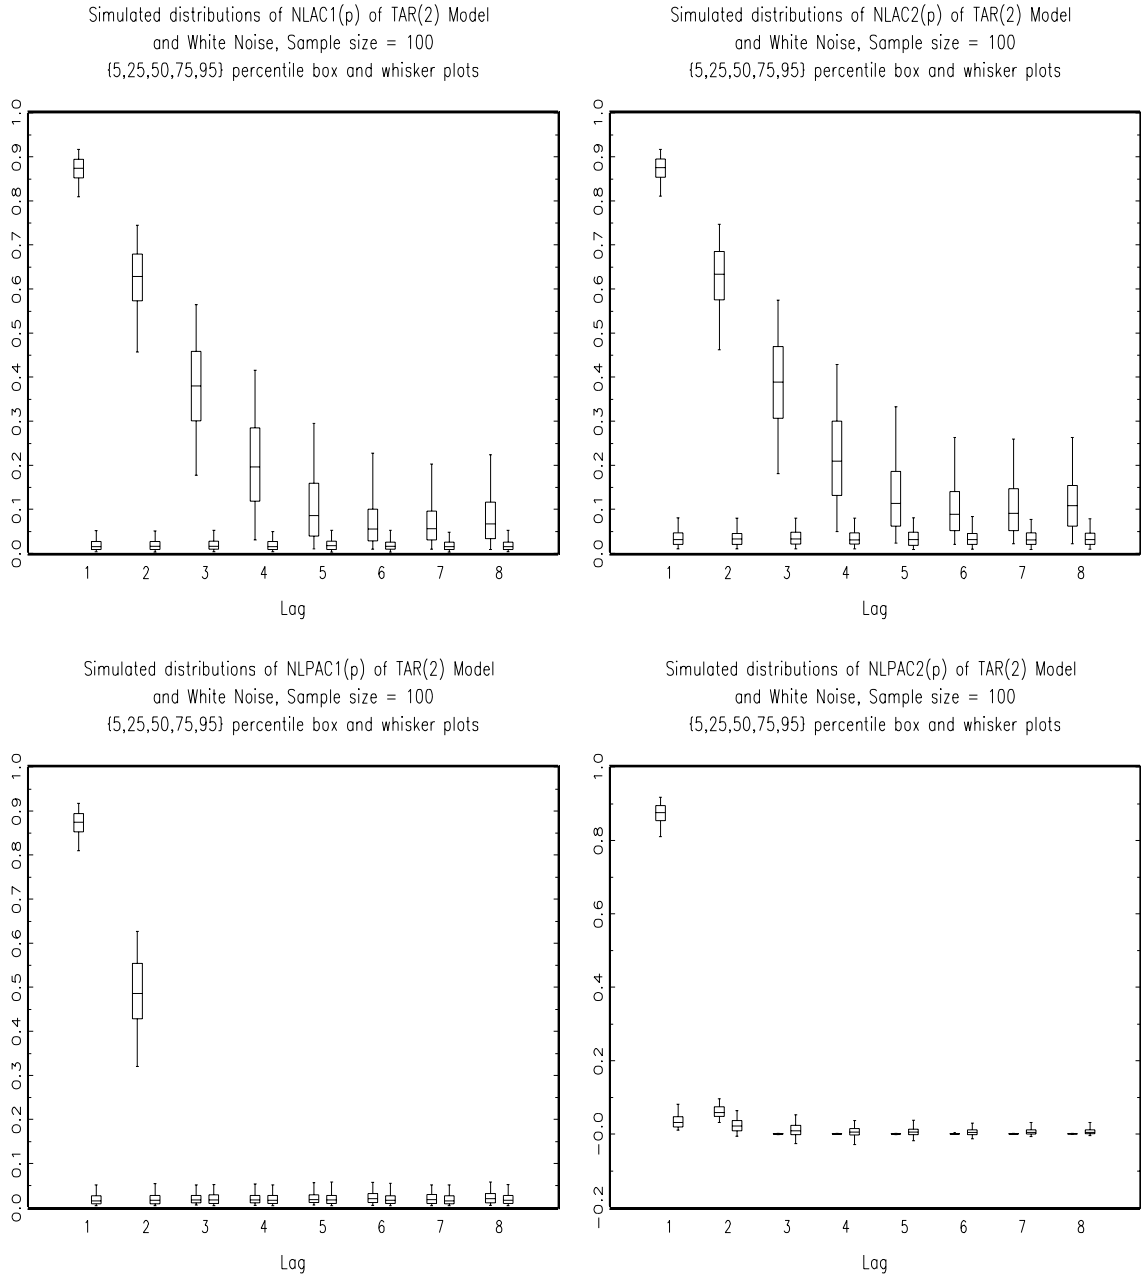 Simulated distributions of NLAC1(p) of TAR(2) Model
and White Noise, Sample size = 100
{5,25,50,75,95} percentile box and whisker plots
1.0
0.9
0.8
0.7
0.6
0.5
0.4
0.3
0.2
0.1
0.0
1 2 3 4 5 6 7 8
Lag
Simulated distributions of NLAC2(p) of TAR(2) Model
and White Noise, Sample size = 100
{5,25,50,75,95} percentile box and whisker plots
1.0
0.9
0.8
0.7
0.6
0.5
0.4
0.3
0.2
0.1
0.0
1 2 3 4 5 6 7 8
Lag
Simulated distributions of NLPAC1(p) of TAR(2) Model
and White Noise, Sample size = 100
{5,25,50,75,95} percentile box and whisker plots
1.0
0.9
0.8
0.7
0.6
0.5
0.4
0.3
0.2
0.1
0.0
1 2 3 4 5 6 7 8
Lag
Simulated distributions of NLPAC2(p) of TAR(2) Model
and White Noise, Sample size = 100
{5,25,50,75,95} percentile box and whisker plots
1.0
0.8
0.6
0.4
0.2
-0.0
-0.2
1 2 3 4 5 6 7 8
Lag